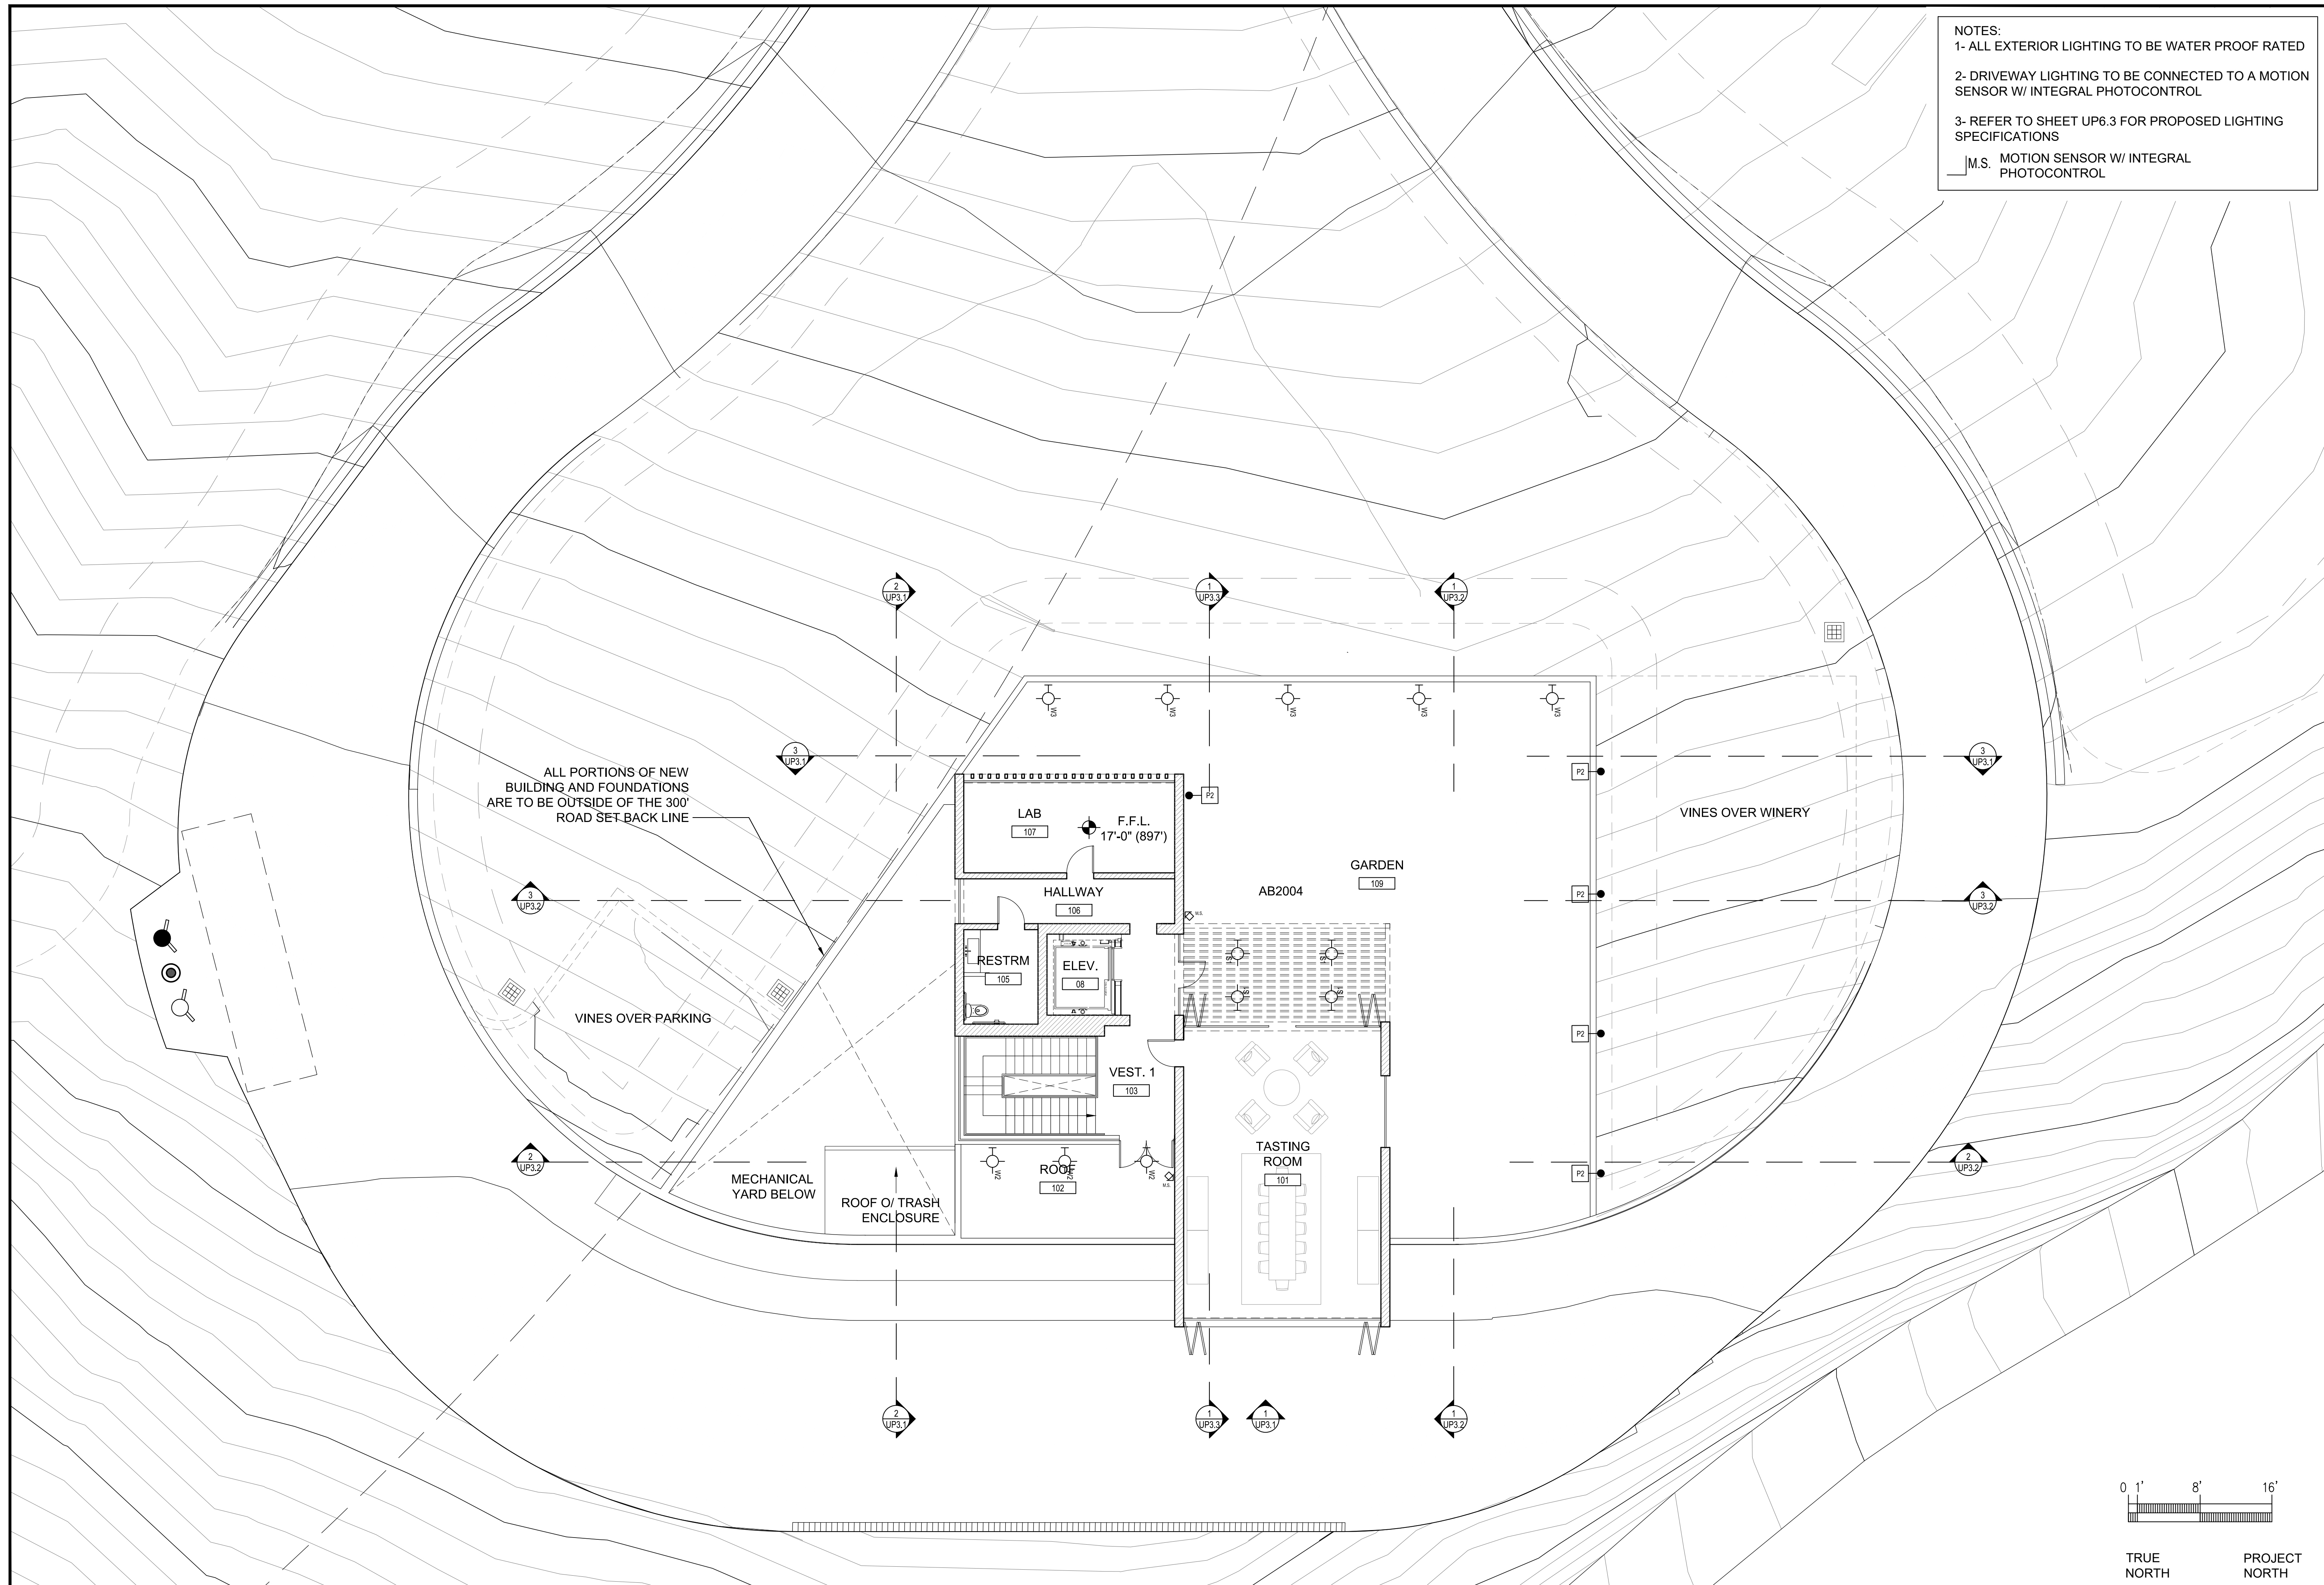 NOTES:
1- ALL EXTERIOR LIGHTING TO BE WATER PROOF RATED
2- DRIVEWAY LIGHTING TO BE CONNECTED TO A MOTION
SENSOR W/ INTEGRAL PHOTOCONTROL
3- REFER TO SHEET UP6.3 FOR PROPOSED LIGHTING
SPECIFICATIONS
M.S. MOTION SENSOR W/ INTEGRAL
PHOTOCONTROL
2
UP3.1
1
UP3.3
1
UP3.2
W3
W3
W3
W3
W3
3
UP3.1
3
UP3.1
ALL PORTIONS OF NEW
BUILDING AND FOUNDATIONS
ARE TO BE OUTSIDE OF THE 300'
ROAD SET BACK LINE
P2
P2
LAB
107
F.F.L.
17'-0" (897')
VINES OVER WINERY
GARDEN
109
AB2004
HALLWAY
106
3
UP3.2
P2
3
UP3.2
M.S.
RESTRM
105
ELEV.
08
S1
S1
S1
S1
VINES OVER PARKING
P2
VEST. 1
103
2
UP3.2
TASTING
ROOM
101
P2
2
UP3.2
MECHANICAL
YARD BELOW
ROOF O/ TRASH
ENCLOSURE
W2
ROOF
102
W2
W2
M.S.
2
UP3.1
1
UP3.3
1
UP3.1
1
UP3.2
0 1' 8' 16'
TRUE
NORTH
PROJECT
NORTH